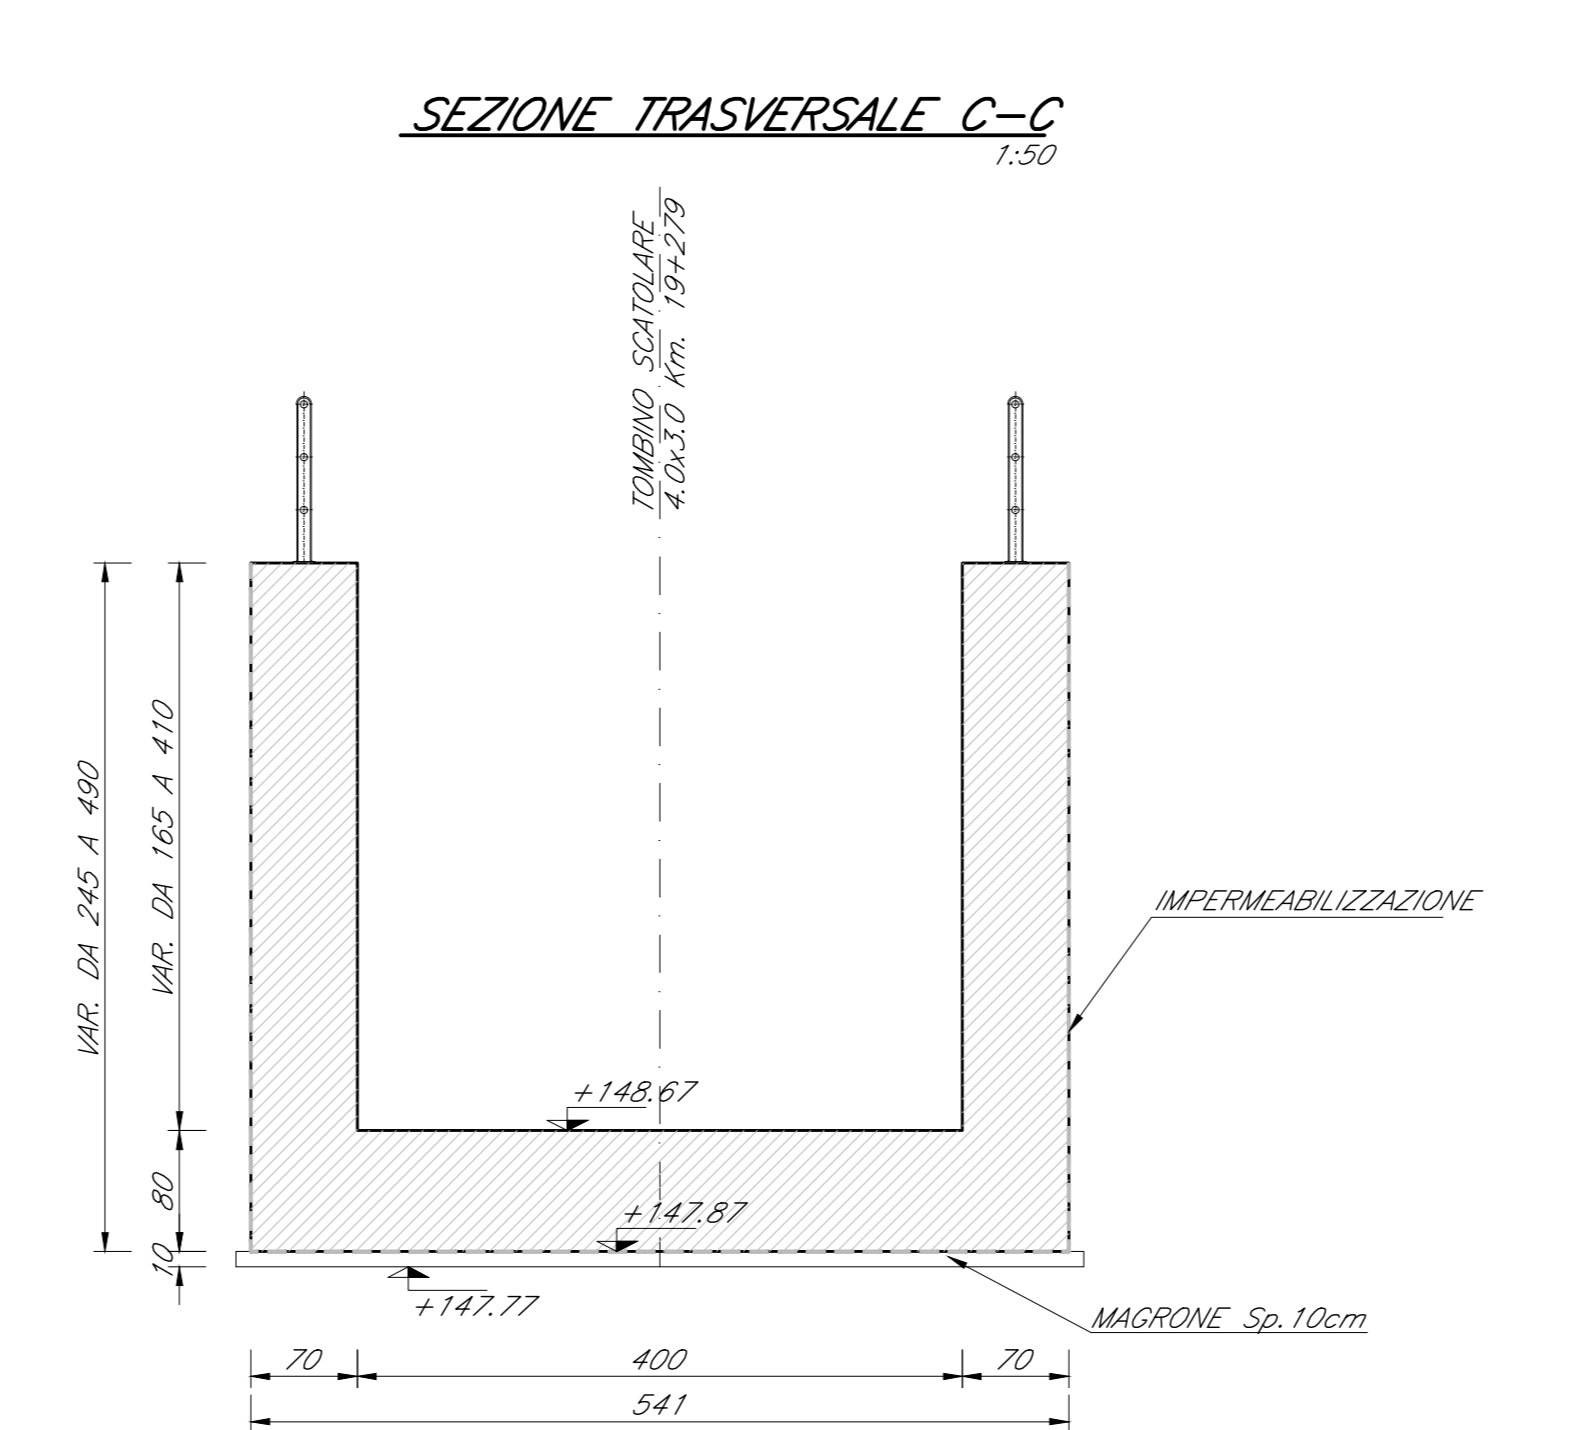 SEZIONE TRASVERSALE C-C
1:50
TOMBINO SCATOLARE
4.0x3.0 Km. 19+279
VAR. DA 245 A 490
VAR. DA 165 A 410
IMPERMEABILIZZAZIONE
+148.67
80
+147.87
10
+147.77
MAGRONE Sp.10cm
70 400 70
541